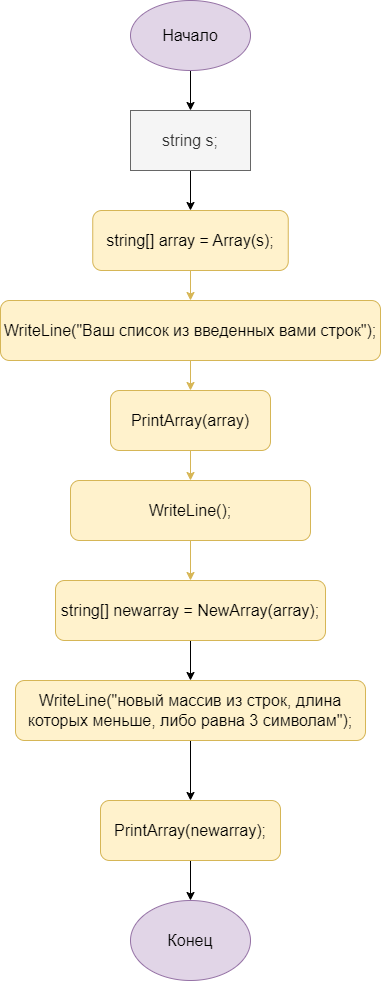 Начало
string s;
string[] array = Array(s);
WriteLine("Ваш список из введенных вами строк");
PrintArray(array)
WriteLine();
string[] newarray = NewArray(array);
WriteLine("новый массив из строк, длина
которых меньше, либо равна 3 символам");
PrintArray(newarray);
Конец